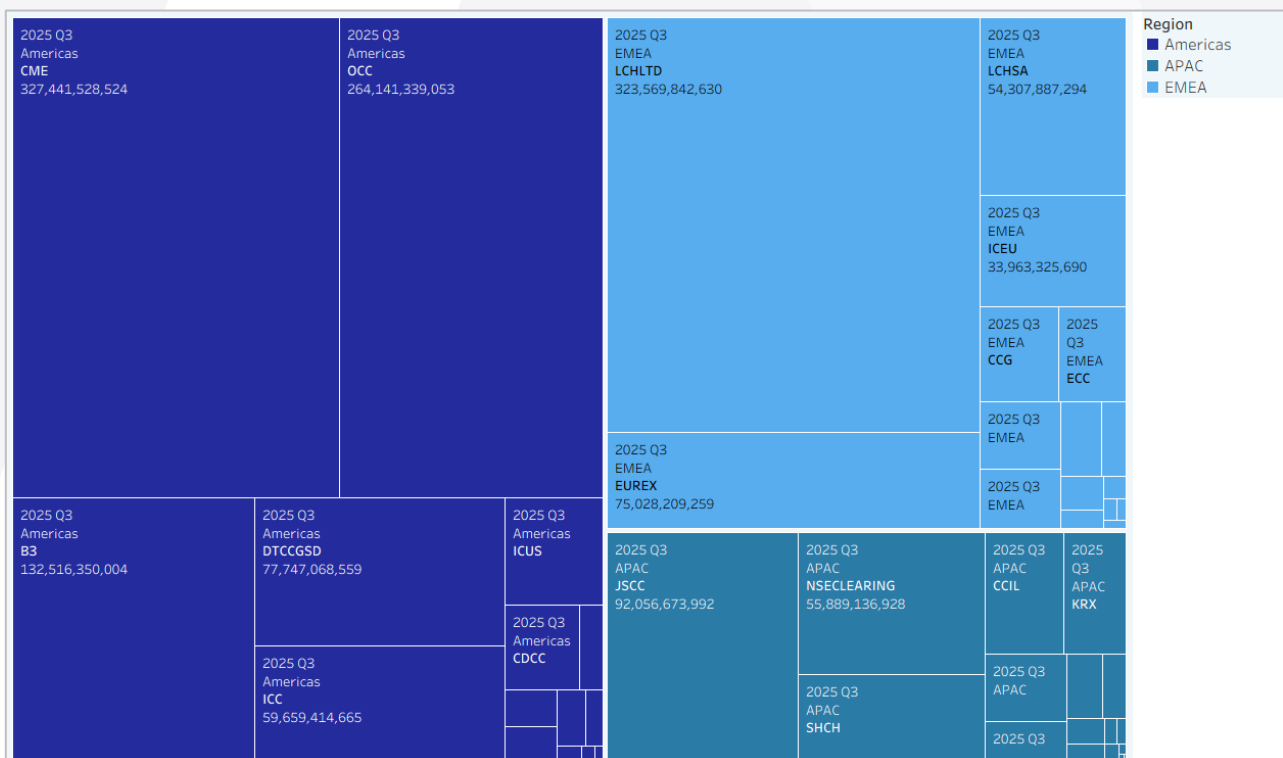 2025 Q3
Americas
CME
327,441,528,524
2025 Q3
Americas
OCC
264,141,339,053
2025 Q3
Americas
B3
132,516,350,004
2025 Q3
Americas
DTCCGSD
77,747,068,559
2025 Q3
Americas
ICC
59,659,414,665
2025 Q3
Americas
ICUS
2025 Q3
Americas
CDCC
2025 Q3
EMEA
LCHLTD
323,569,842,630
2025 Q3
EMEA
EUREX
75,028,209,259
2025 Q3
EMEA
LCHSA
54,307,887,294
2025 Q3
EMEA
ICEU
33,963,325,690
2025 Q3
EMEA
CCG
2025
Q3
EMEA
ECC
2025 Q3
EMEA
2025 Q3
EMEA
2025 Q3
APAC
JSCC
92,056,673,992
2025 Q3
APAC
NSECLEARING
55,889,136,928
2025 Q3
APAC
SHCH
2025 Q3
APAC
CCIL
2025
Q3
APAC
KRX
2025 Q3
APAC
2025 Q3
Region
Americas
APAC
EMEA